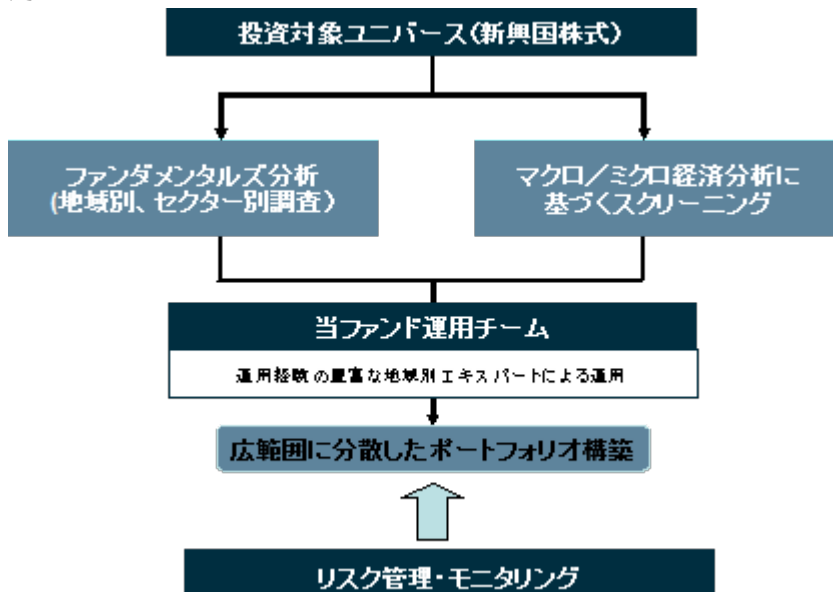 投資対象ユニバース(新興国株式)
ファンダメンタルズ分析
(地域別、セクター別調査)
マクロ/ミクロ経済分析に
基づくスクリーニング
当ファンド運用チーム
運用経験の豊富な地域別エキスパートによる運用
広範囲に分散したポートフォリオ構築
リスク管理・モニタリング